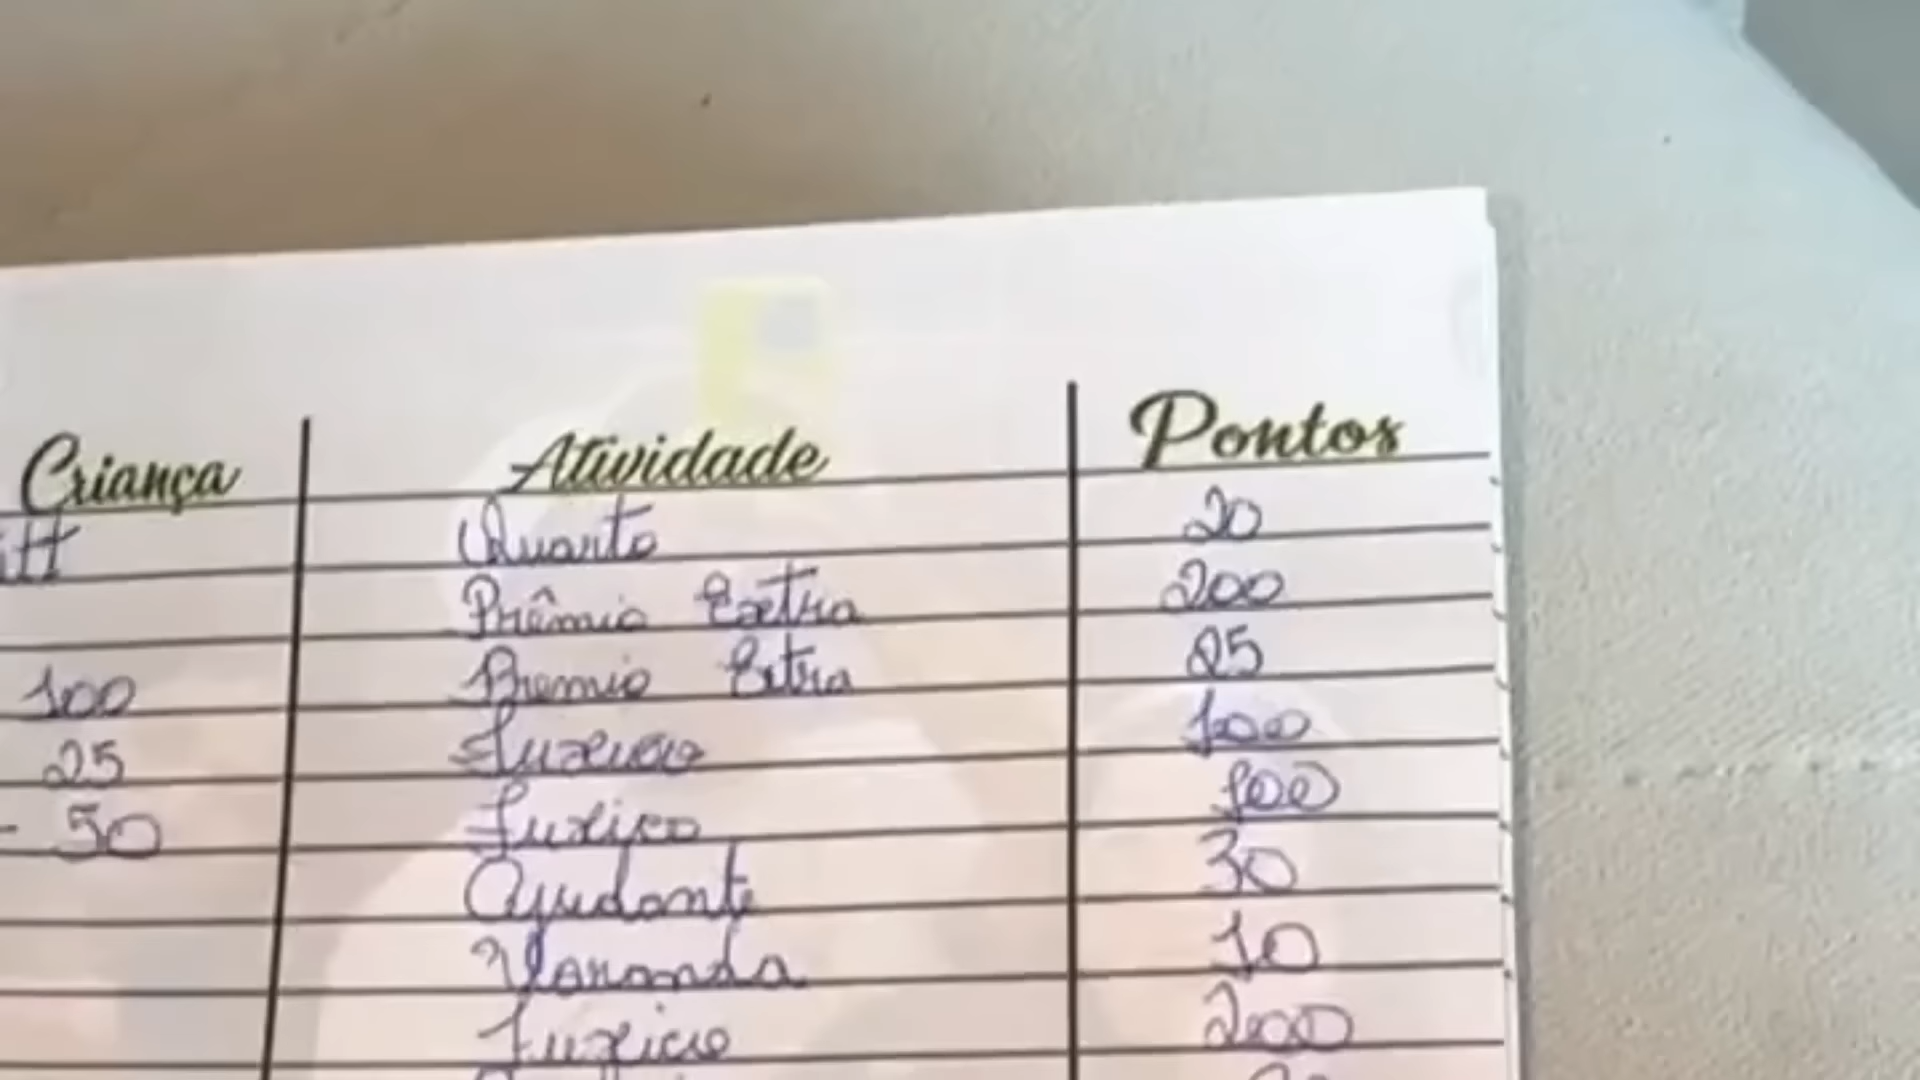 Criança Atividade Pontos
itt Quarto 20
Prêmio Extra 200
100 Premio Extra 25
25 Fuxico 100
- 50 Fuxico 100
Ajudante 30
Varanda 10
Fuxico 200